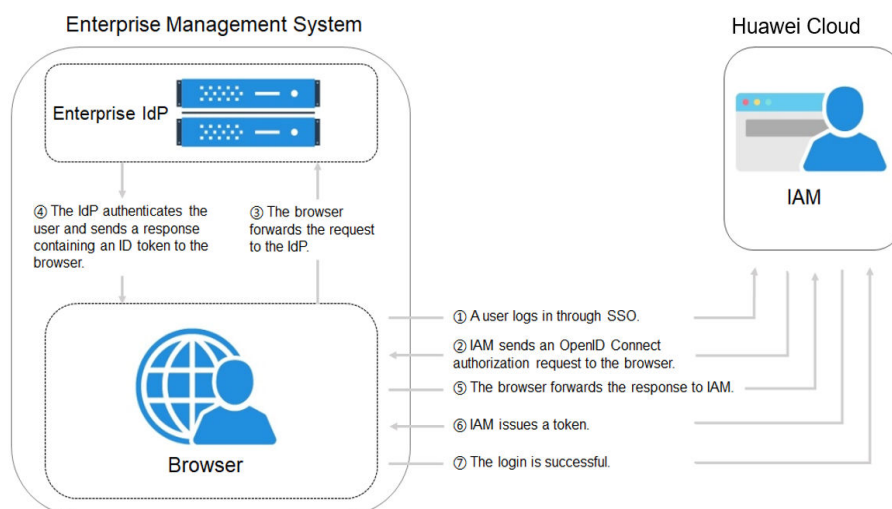 Enterprise Management System
Huawei Cloud
Enterprise IdP
IAM
④ The IdP authenticates the
user and sends a response
containing an ID token to the
browser.
③ The browser
forwards the request
to the IdP.
① A user logs in through SSO.
② IAM sends an OpenID Connect
authorization request to the browser.
⑤ The browser forwards the response to IAM.
⑥ IAM issues a token.
⑦ The login is successful.
Browser